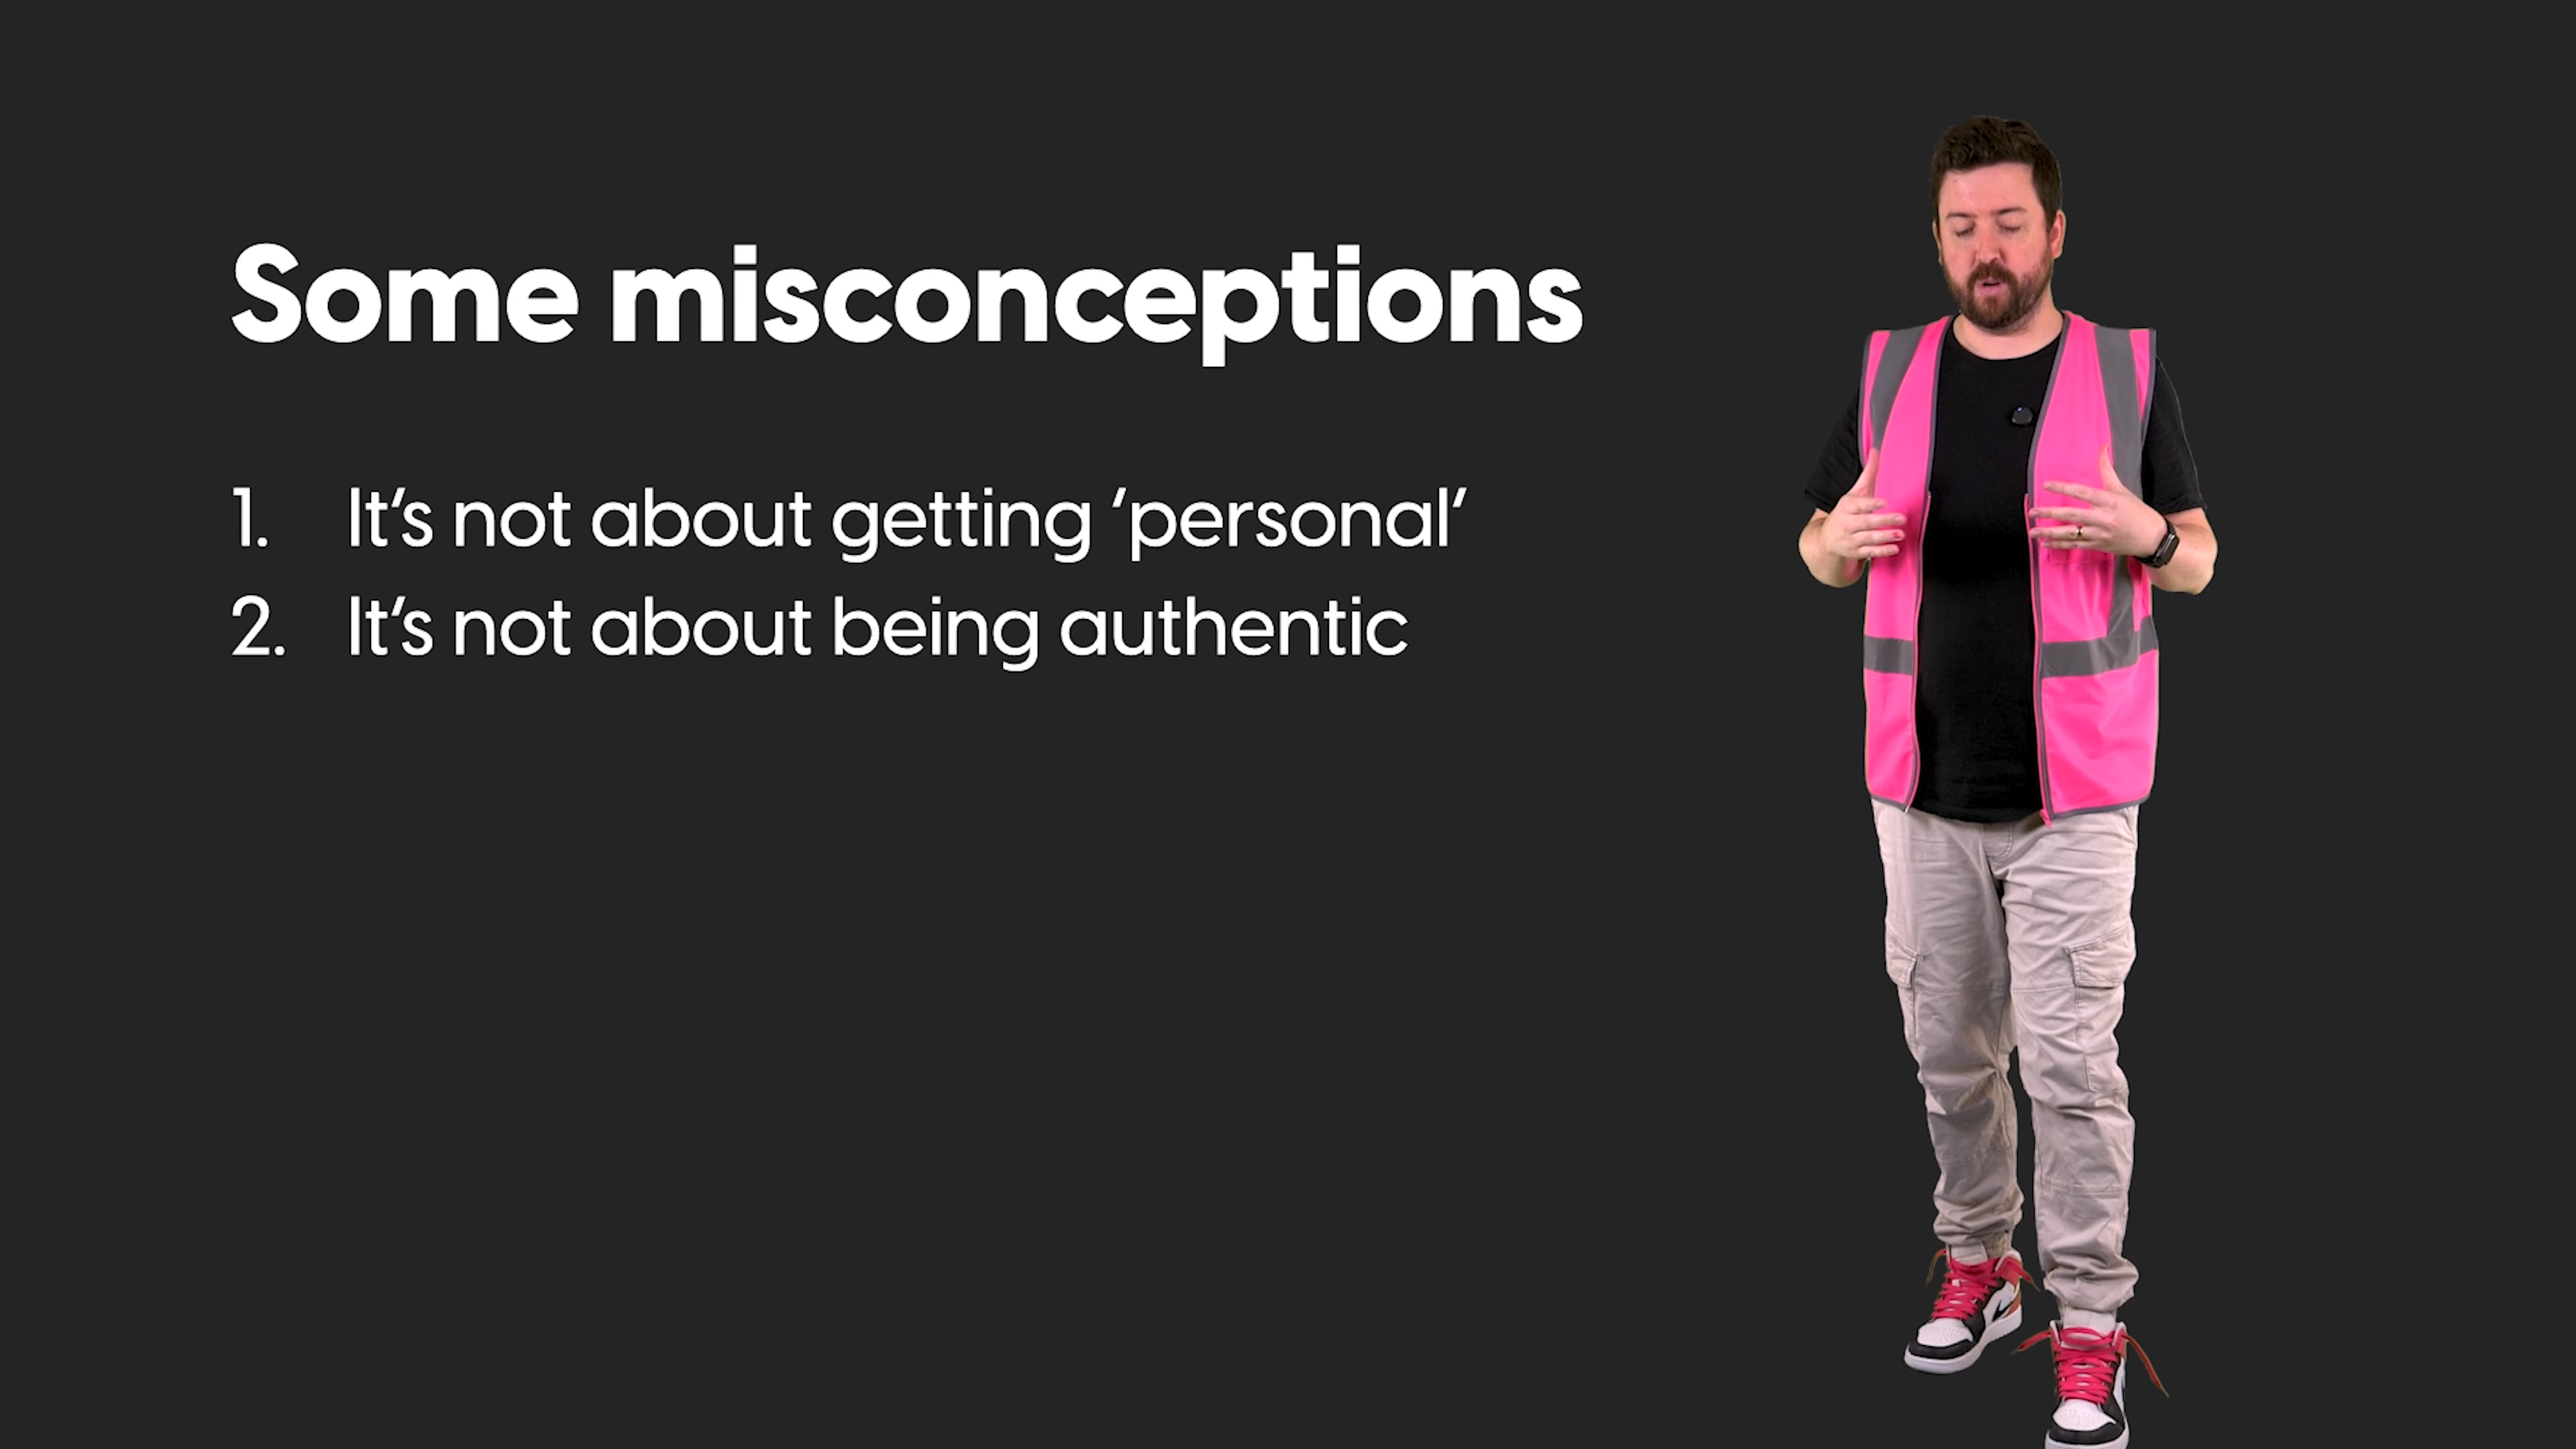 Some misconceptions
1. It’s not about getting ‘personal’
2. It’s not about being authentic